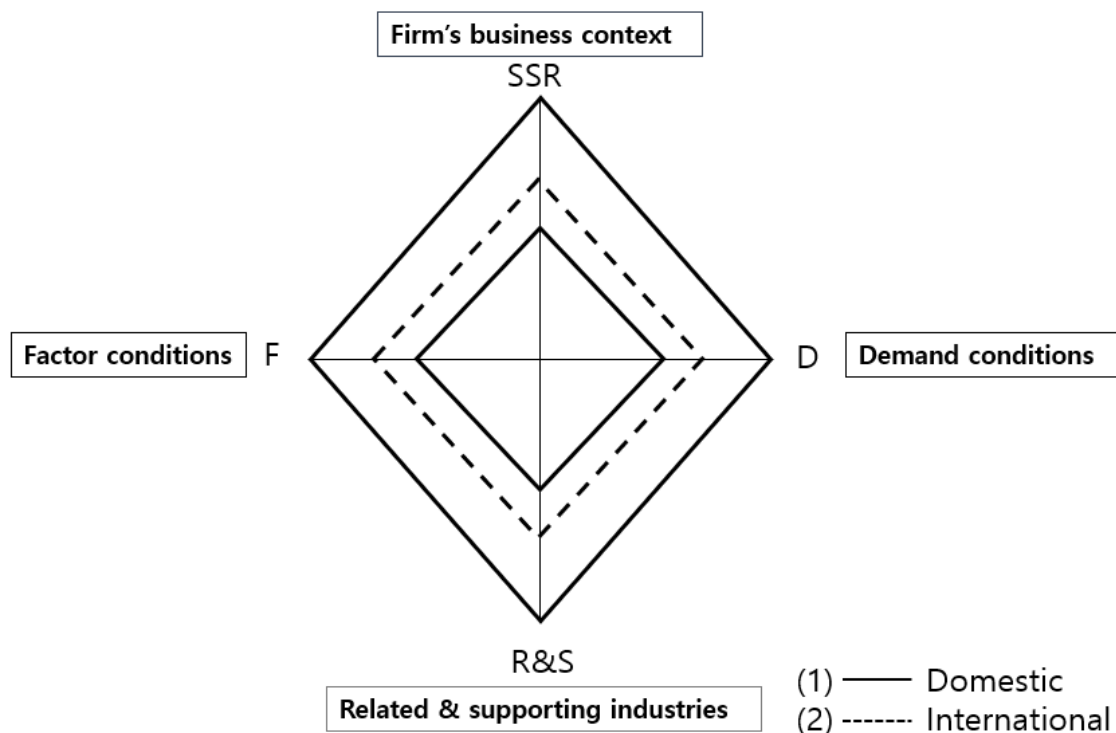 Firm's business context
SSR
Factor conditions
F
D
Demand conditions
R&S
Related & supporting industries
(1) Domestic
(2) International